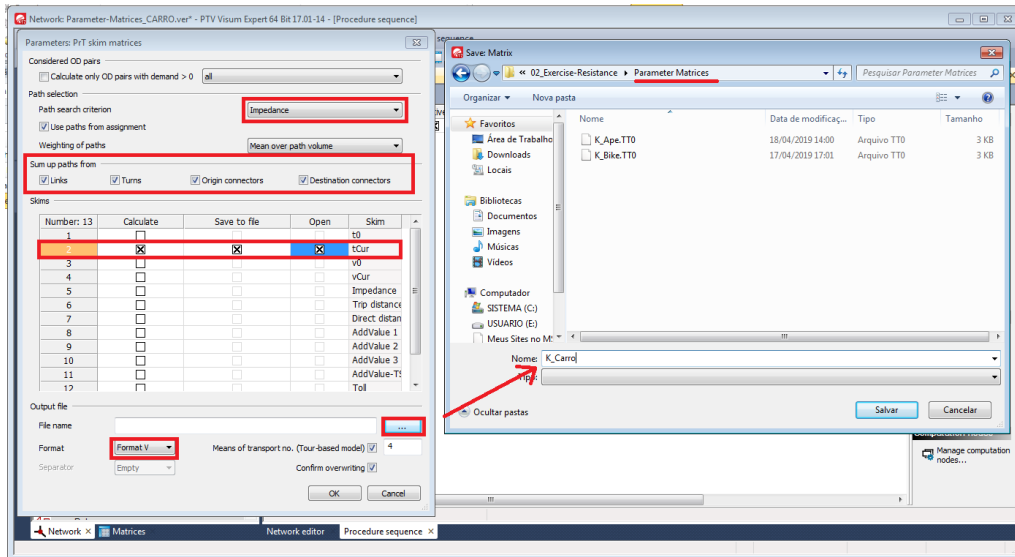 Network: Parameter-Matrices_CARRO.ver* - PTV Visum Expert 64 Bit 17.01-14 - [Procedure sequence]
Parameters: PrT skim matrices
Considered OD pairs
Calculate only OD pairs with demand > 0
all
Path selection
Path search criterion
Impedance
Use paths from assignment
Weighting of paths
Mean over path volume
Sum up paths from
Links
Turns
Origin connectors
Destination connectors
Skims
Number: 13 Calculate Save to file Open Skim
1 t0
2 tCur
3 v0
4 vCur
5 Impedance
6 Trip distance
7 Direct distan
8 AddValue 1
9 AddValue 2
10 AddValue 3
11 AddValue-TS
12 Toll
Output file
File name
...
Format
Format V
Means of transport no. (Tour-based model)
4
Separator
Empty
Confirm overwriting
OK
Cancel
Network
Matrices
Network editor
Procedure sequence
Save: Matrix
« 02_Exercise-Resistance
Parameter Matrices
Pesquisar Parameter Matrices
Organizar
Nova pasta
Nome
Data de modificaç...
Tipo
Tamanho
Favoritos
Área de Trabalho
Downloads
Locais
Bibliotecas
Documentos
Imagens
Músicas
Vídeos
Computador
SISTEMA (C:)
USUARIO (E:)
Meus Sites no M:
K_Ape.TT0 18/04/2019 14:00 Arquivo TT0 3 KB
K_Bike.TT0 17/04/2019 17:01 Arquivo TT0 3 KB
Nome:
K_Carro
Tipo:
Ocultar pastas
Salvar
Cancelar
Manage computation
nodes...